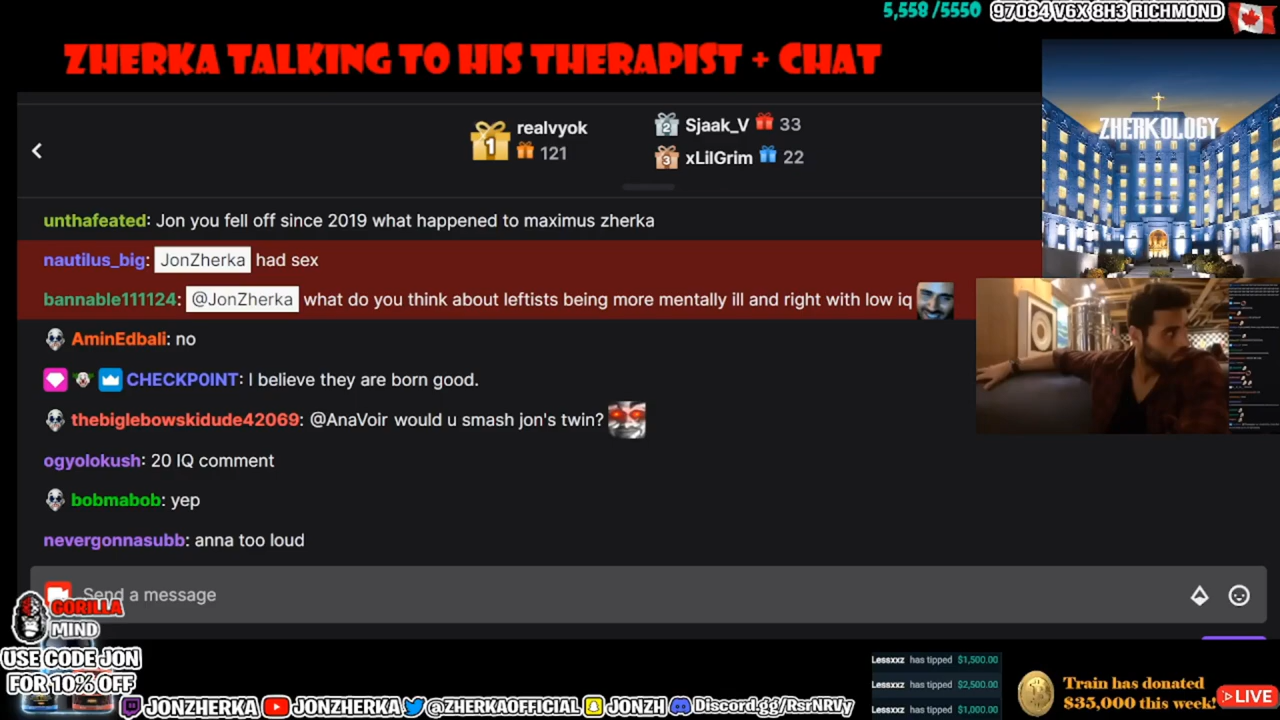 5,558 /5550
97084 V6X 8H3 RICHMOND
ZHERKA TALKING TO HIS THERAPIST + CHAT
ZHERKOLOGY
1
realvyok
121
2
Sjaak_V 33
3
xLilGrim 22
unthafeated: Jon you fell off since 2019 what happened to maximus zherka
nautilus_big: JonZherka had sex
bannable111124: @JonZherka what do you think about leftists being more mentally ill and right with low iq
AminEdbali: no
CHECKP0INT: I believe they are born good.
thebiglebowskidude42069: @AnaVoir would u smash jon's twin?
ogyolokush: 20 IQ comment
bobmabob: yep
nevergonnasubb: anna too loud
Send a message
GORILLA
MIND
USE CODE JON
FOR 10% OFF
JONZHERKA JONZHERKA @ZHERKAOFFICIAL JONZH Discord.gg/RsrNRVy
Lessxxz has tipped $1,500.00
Lessxxz has tipped $2,500.00
Lessxxz has tipped $1,000.00
Train has donated
$35,000 this week!
LIVE